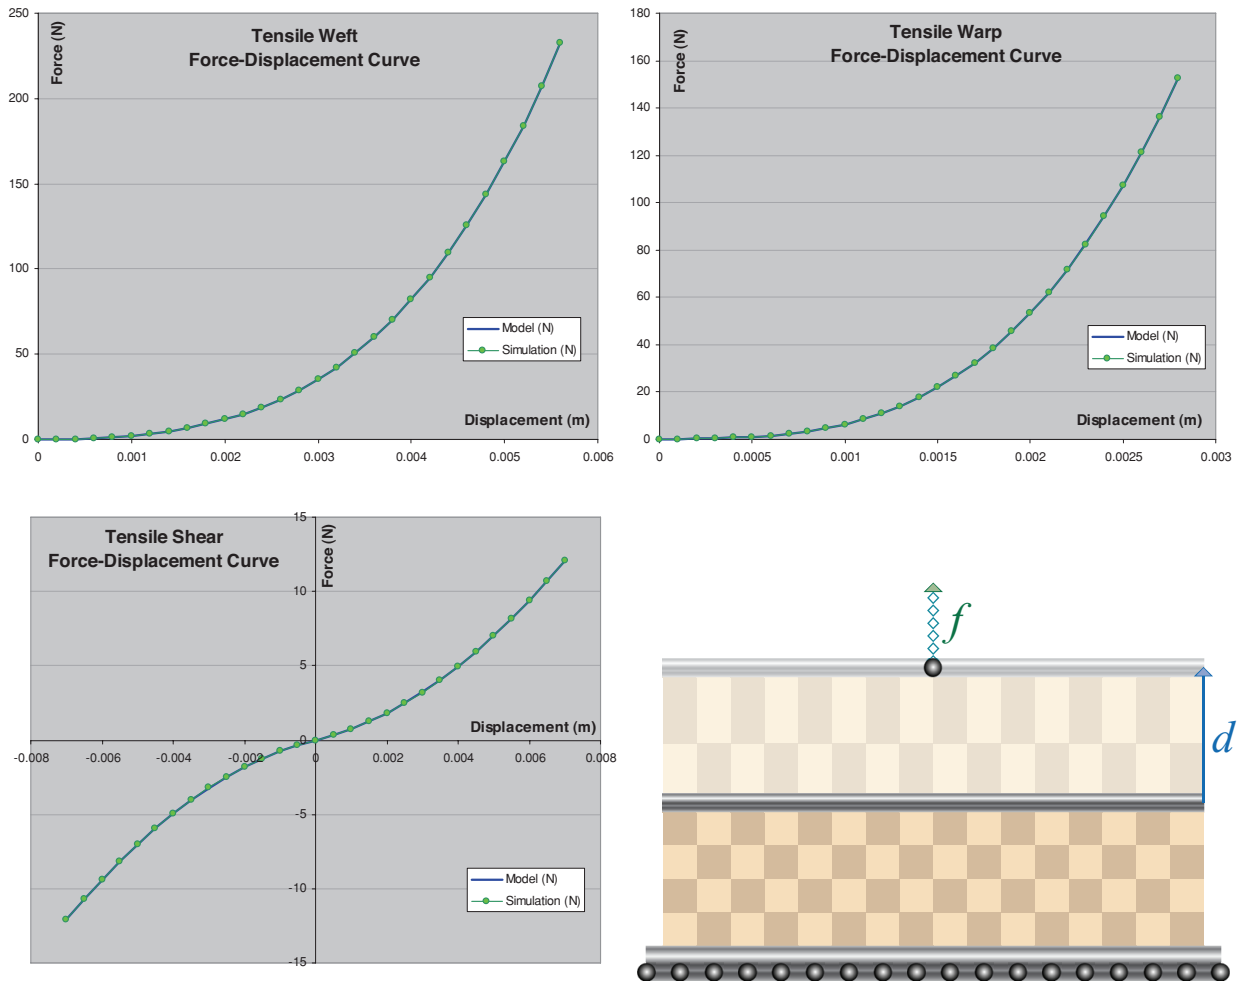 Tensile Weft
Force-Displacement Curve
Force (N)
250
200
150
100
50
0
Model (N)
Simulation (N)
Displacement (m)
0 0.001 0.002 0.003 0.004 0.005 0.006
Tensile Warp
Force-Displacement Curve
Force (N)
180
160
140
120
100
80
60
40
20
0
Model (N)
Simulation (N)
Displacement (m)
0 0.0005 0.001 0.0015 0.002 0.0025 0.003
Tensile Shear
Force-Displacement Curve
Force (N)
15
10
5
0
-5
-10
-15
Displacement (m)
-0.008 -0.006 -0.004 -0.002 0 0.002 0.004 0.006 0.008
Model (N)
Simulation (N)
f
d